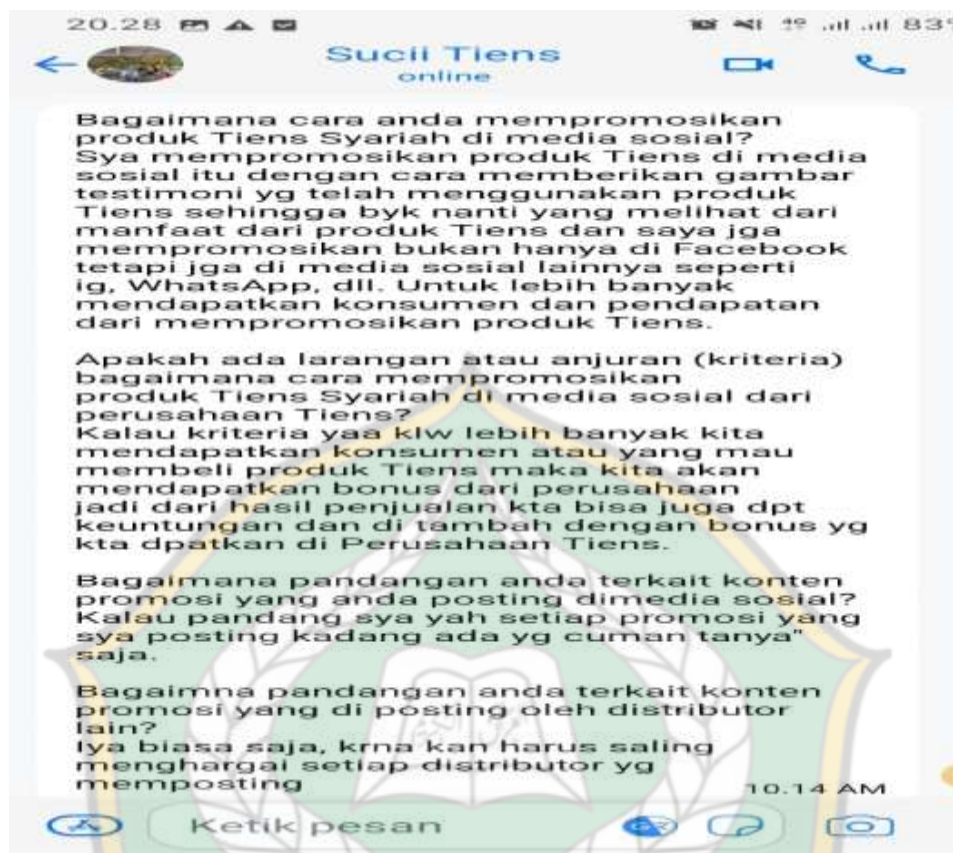 20.28 83%
Sucii Tiens
online
Bagaimana cara anda mempromosikan
produk Tiens Syariah di media sosial?
Sya mempromosikan produk Tiens di media
sosial itu dengan cara memberikan gambar
testimoni yg telah menggunakan produk
Tiens sehingga byk nanti yang melihat dari
manfaat dari produk Tiens dan saya jga
mempromosikan bukan hanya di Facebook
tetapi jga di media sosial lainnya seperti
ig, WhatsApp, dll. Untuk lebih banyak
mendapatkan konsumen dan pendapatan
dari mempromosikan produk Tiens.
Apakah ada larangan atau anjuran (kriteria)
bagaimana cara mempromosikan
produk Tiens Syariah di media sosial dari
perusahaan Tiens?
Kalau kriteria yaa klw lebih banyak kita
mendapatkan konsumen atau yang mau
membeli produk Tiens maka kita akan
mendapatkan bonus dari perusahaan
jadi dari hasil penjualan kta bisa juga dpt
keuntungan dan di tambah dengan bonus yg
kta dpatkan di Perusahaan Tiens.
Bagaimana pandangan anda terkait konten
promosi yang anda posting dimedia sosial?
Kalau pandang sya yah setiap promosi yang
sya posting kadang ada yg cuman tanya"
saja.
Bagaimna pandangan anda terkait konten
promosi yang di posting oleh distributor
lain?
Iya biasa saja, krna kan harus saling
menghargai setiap distributor yg
memposting
10.14 AM
Ketik pesan